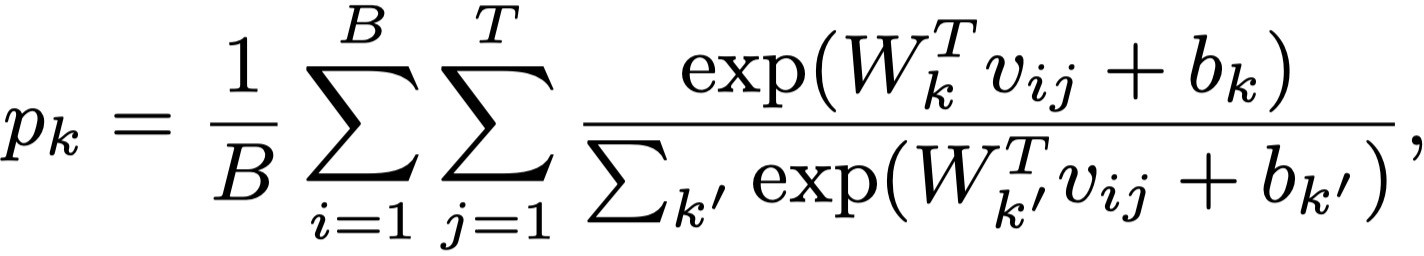 p_k = \frac{1}{B} \sum_{i=1}^{B} \sum_{j=1}^{T} \frac{\exp(W_k^T v_{ij} + b_k)}{\sum_{k'} \exp(W_{k'}^T v_{ij} + b_{k'})},